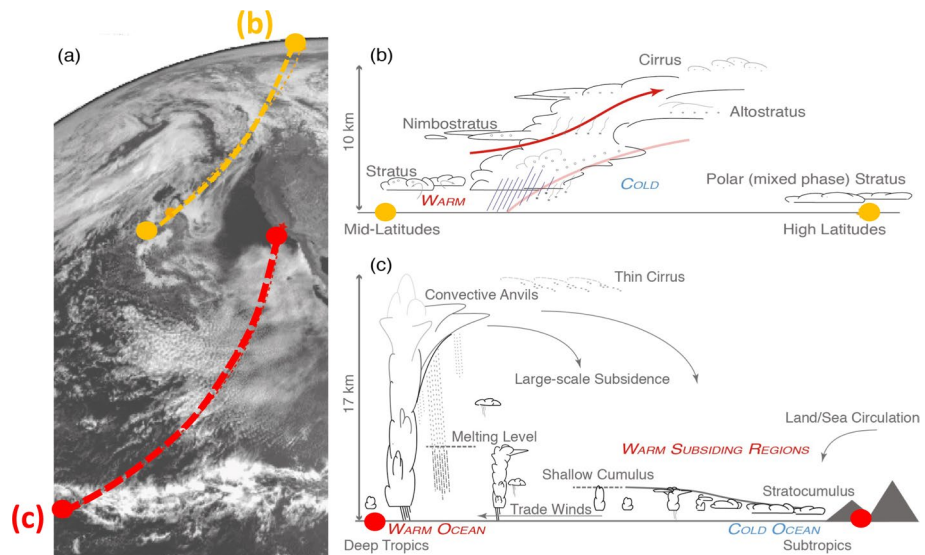 (b)
(a)
(c)
(b)
10 km
Cirrus
Altostratus
Nimbostratus
Stratus
WARM
COLD
Polar (mixed phase) Stratus
Mid-Latitudes
High Latitudes
(c)
17 km
Thin Cirrus
Convective Anvils
Large-scale Subsidence
Land/Sea Circulation
Melting Level
WARM SUBSIDING REGIONS
Shallow Cumulus
Stratocumulus
Trade Winds
WARM OCEAN
COLD OCEAN
Deep Tropics
Subtropics